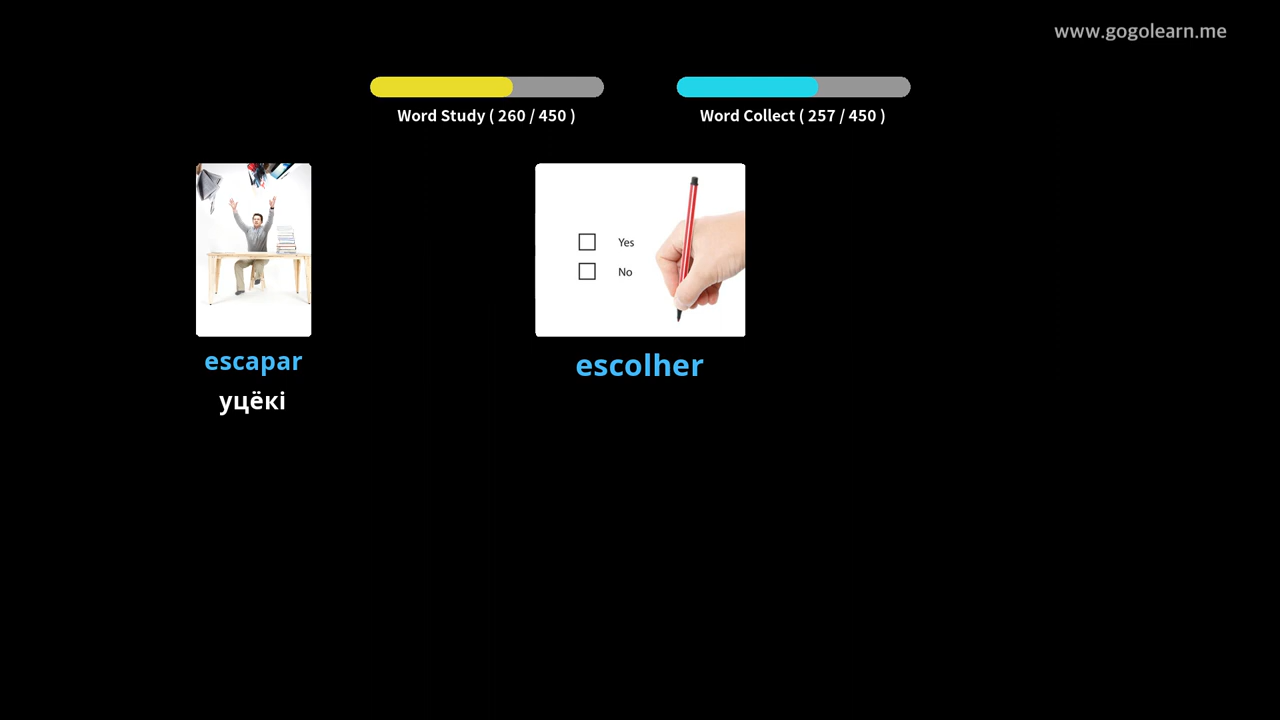 www.gogolearn.me
Word Study ( 260 / 450 )
Word Collect ( 257 / 450 )
Yes
No
escapar
уцёкі
escolher